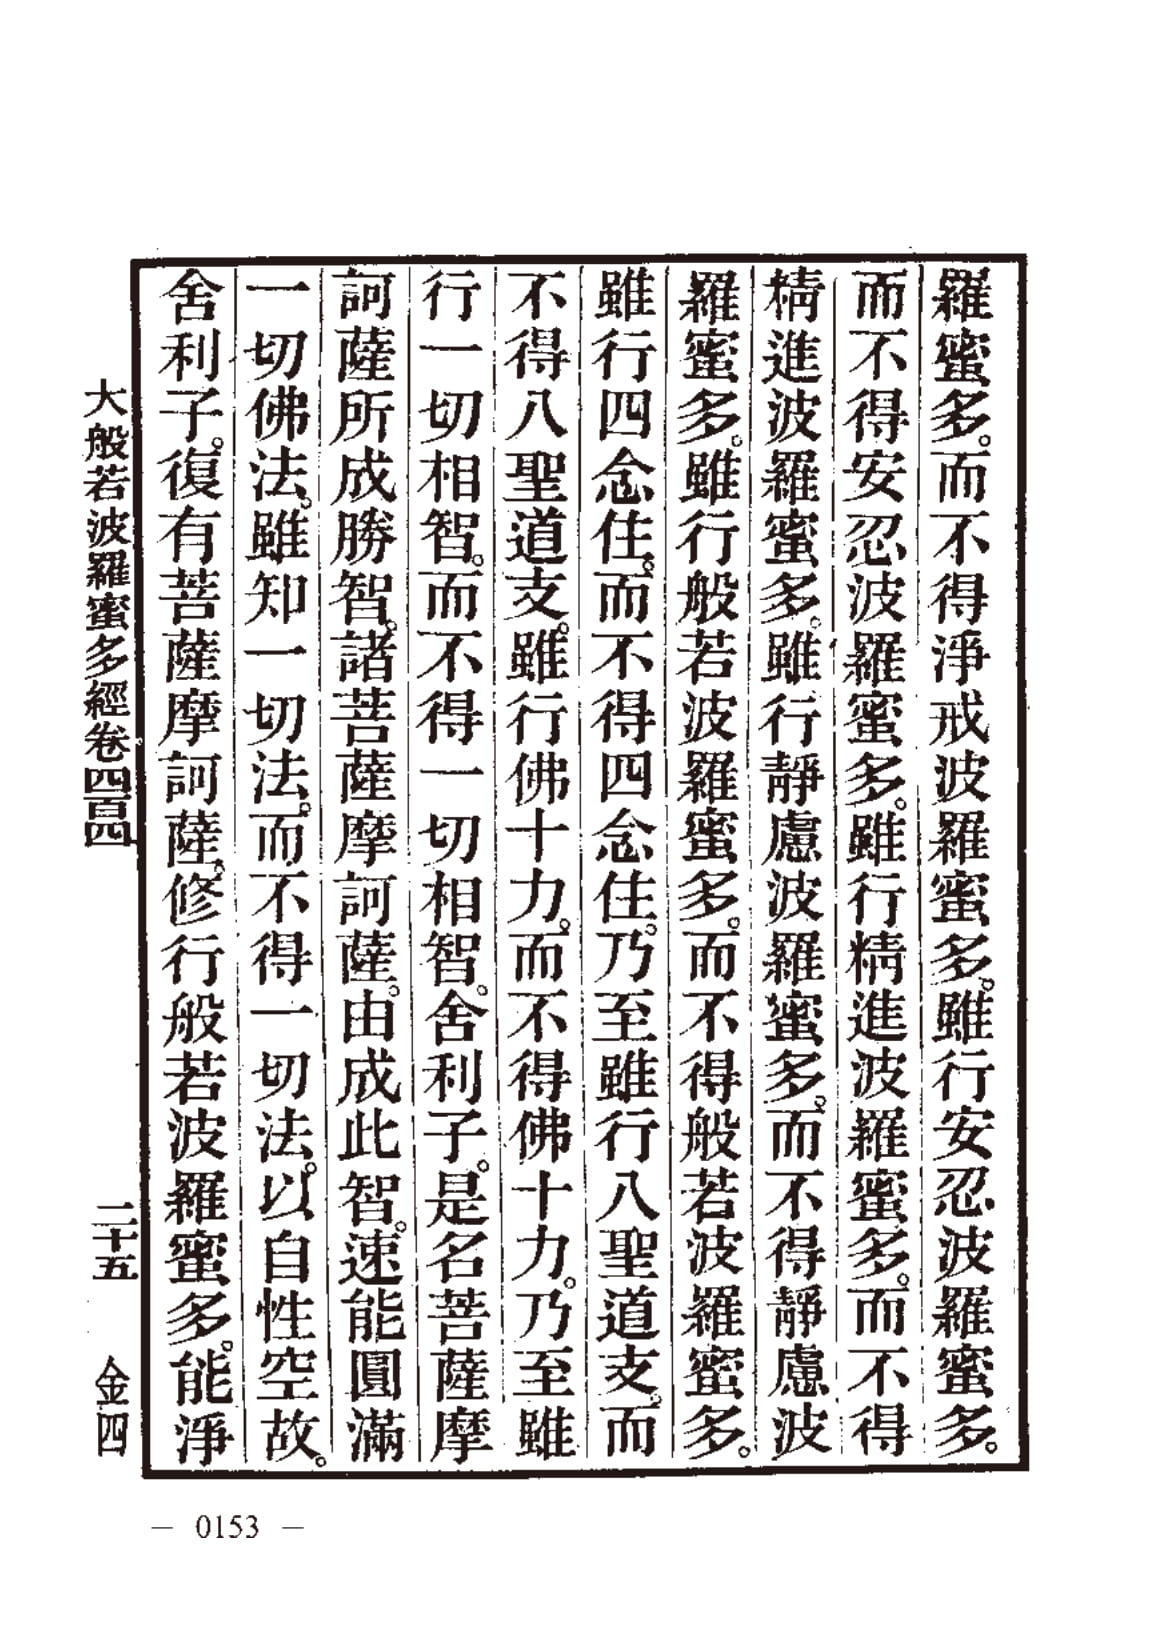 羅蜜多。而不得淨戒波羅蜜多。雖行安忍波羅蜜多。
而不得安忍波羅蜜多。雖行精進波羅蜜多。而不得
精進波羅蜜多。雖行靜慮波羅蜜多。而不得靜慮波
羅蜜多。雖行般若波羅蜜多。而不得般若波羅蜜多。
雖行四念住。而不得四念住。乃至雖行八聖道支。而
不得八聖道支。雖行佛十力。而不得佛十力。乃至雖
行一切相智。而不得一切相智。舍利子。是名菩薩摩
訶薩所成勝智。諸菩薩摩訶薩。由成此智。速能圓滿
一切佛法。雖知一切法。而不得一切法。以自性空故。
舍利子。復有菩薩摩訶薩。修行般若波羅蜜多。能淨
大般若波羅蜜多經卷四百四 二十五 金四
— 0153 —